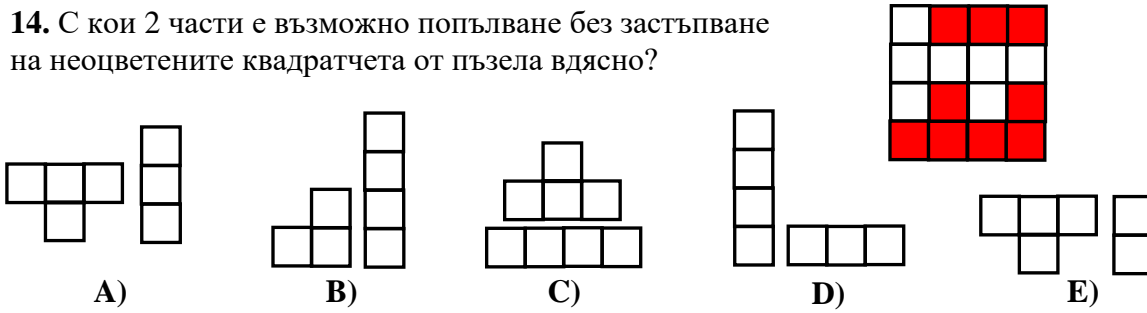 14. С кои 2 части е възможно попълване без застъпване
на неоцветените квадратчета от пъзела вдясно?
A) B) C) D) E)